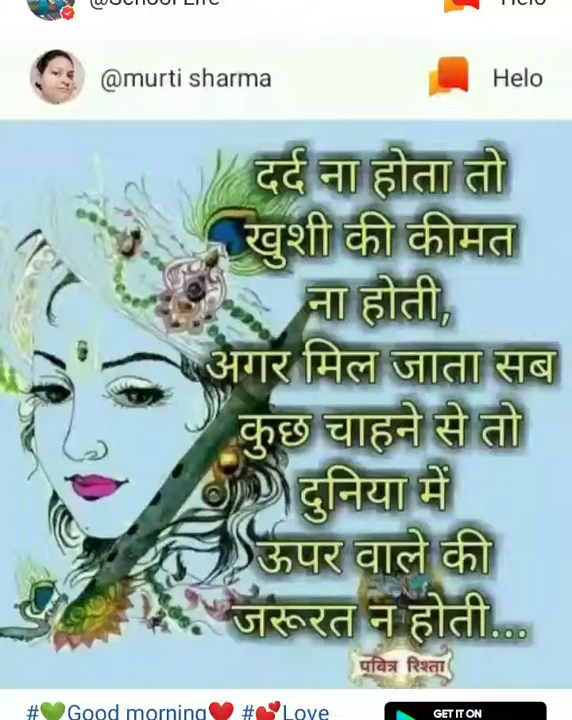 @murti sharma
Helo
दर्द ना होता तो
खुशी की कीमत
ना होती,
अगर मिल जाता सब
कुछ चाहने से तो
दुनिया में
ऊपर वाले की
जरूरत न होती...
पवित्र रिश्ता
#💚Good morning❤ #💕Love
GET IT ON